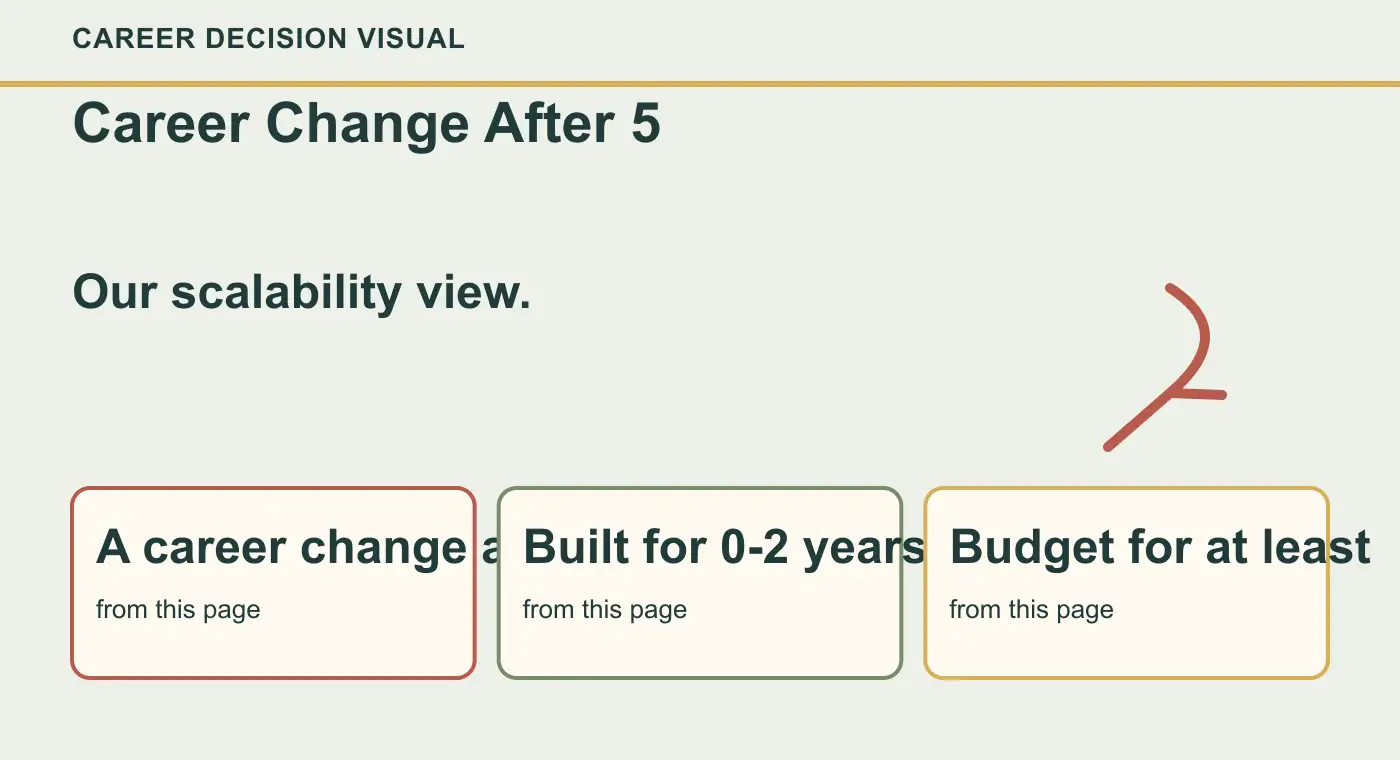 CAREER DECISION VISUAL
Career Change After 5
Our scalability view.
A career change a
from this page
Built for 0-2 years
from this page
Budget for at least
from this page